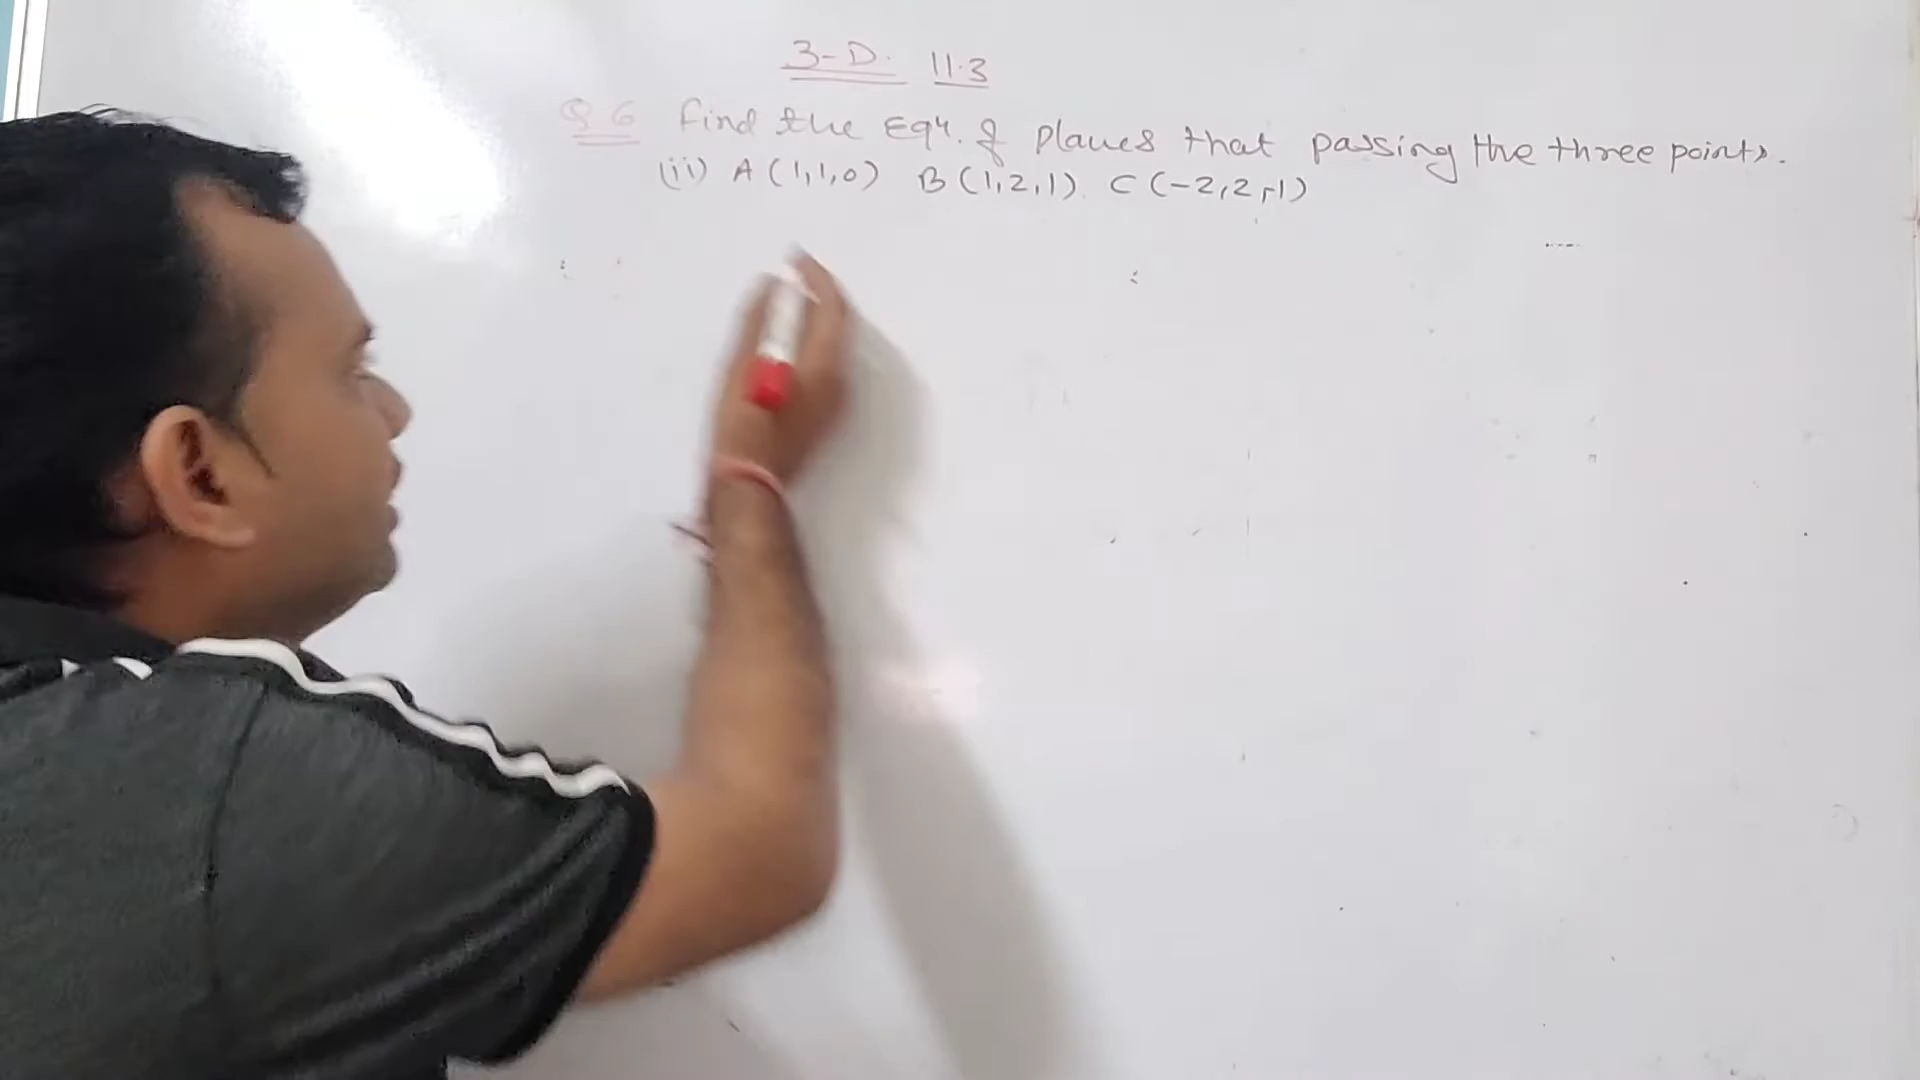 3-D. 11.3
Q 6 Find the Eqn. of planes that passing the three points.
(ii) A (1,1,0) B (1,2,1) C (-2,2,-1)